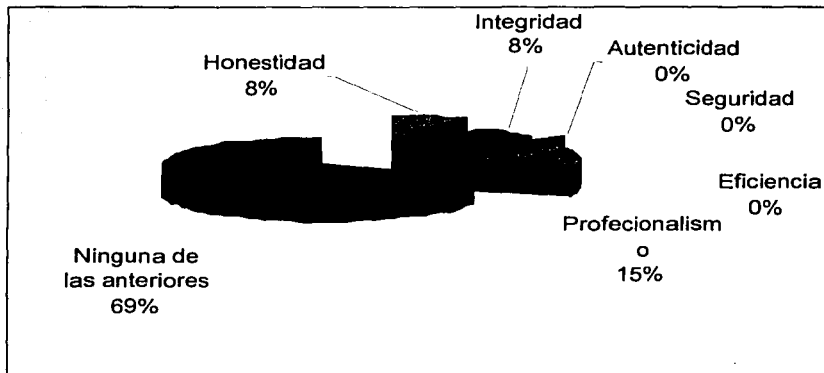 Integridad
8%
Honestidad
8%
Autenticidad
0%
Seguridad
0%
Eficiencia
0%
Profecionalism
o
15%
Ninguna de
las anteriores
69%